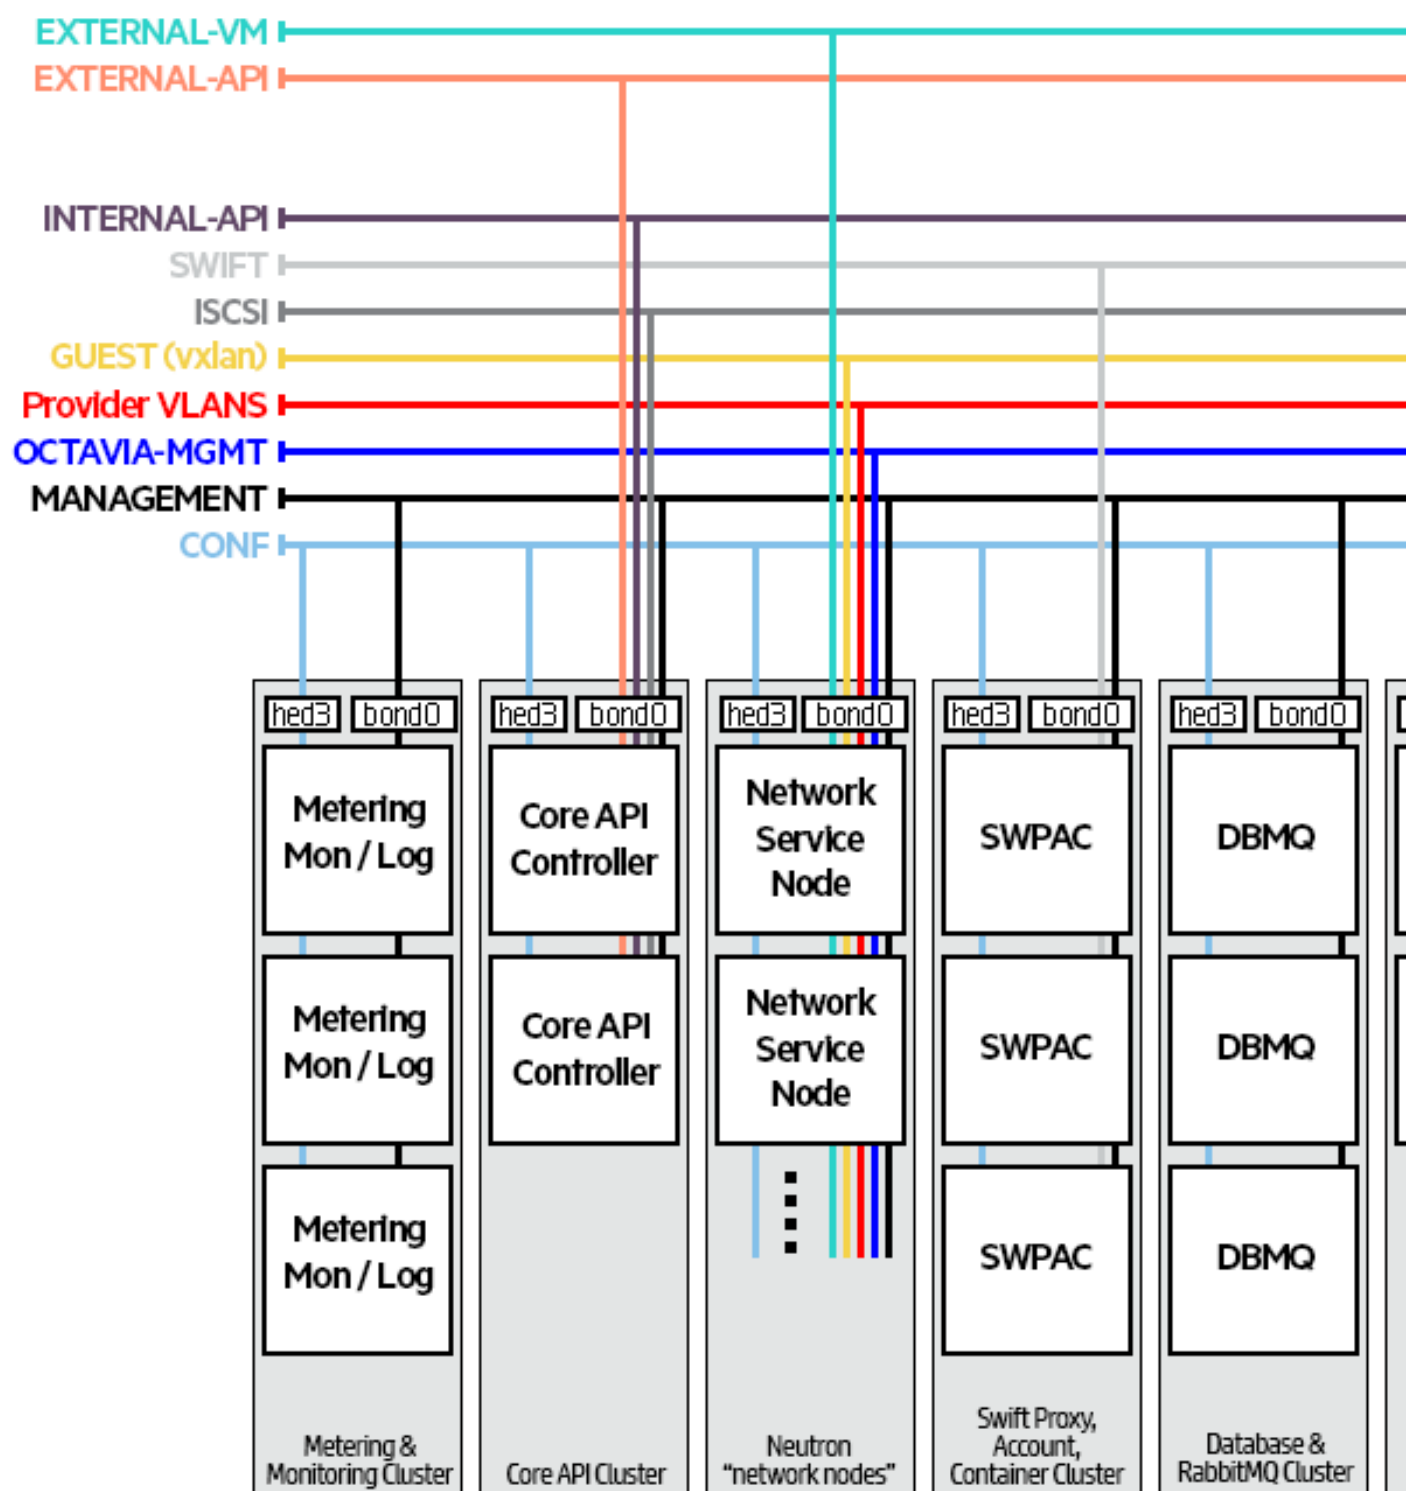 EXTERNAL-VM
EXTERNAL-API
INTERNAL-API
SWIFT
ISCSI
GUEST (vxlan)
Provider VLANS
OCTAVIA-MGMT
MANAGEMENT
CONF
hed3 bond0 hed3 bond0 hed3 bond0 hed3 bond0 hed3 bond0
Metering
Mon / Log
Core API
Controller
Network
Service
Node
SWPAC
DBMQ
Metering
Mon / Log
Core API
Controller
Network
Service
Node
SWPAC
DBMQ
Metering
Mon / Log
SWPAC
DBMQ
Metering &
Monitoring Cluster
Core API Cluster
Neutron
“network nodes”
Swift Proxy,
Account,
Container Cluster
Database &
RabbitMQ Cluster